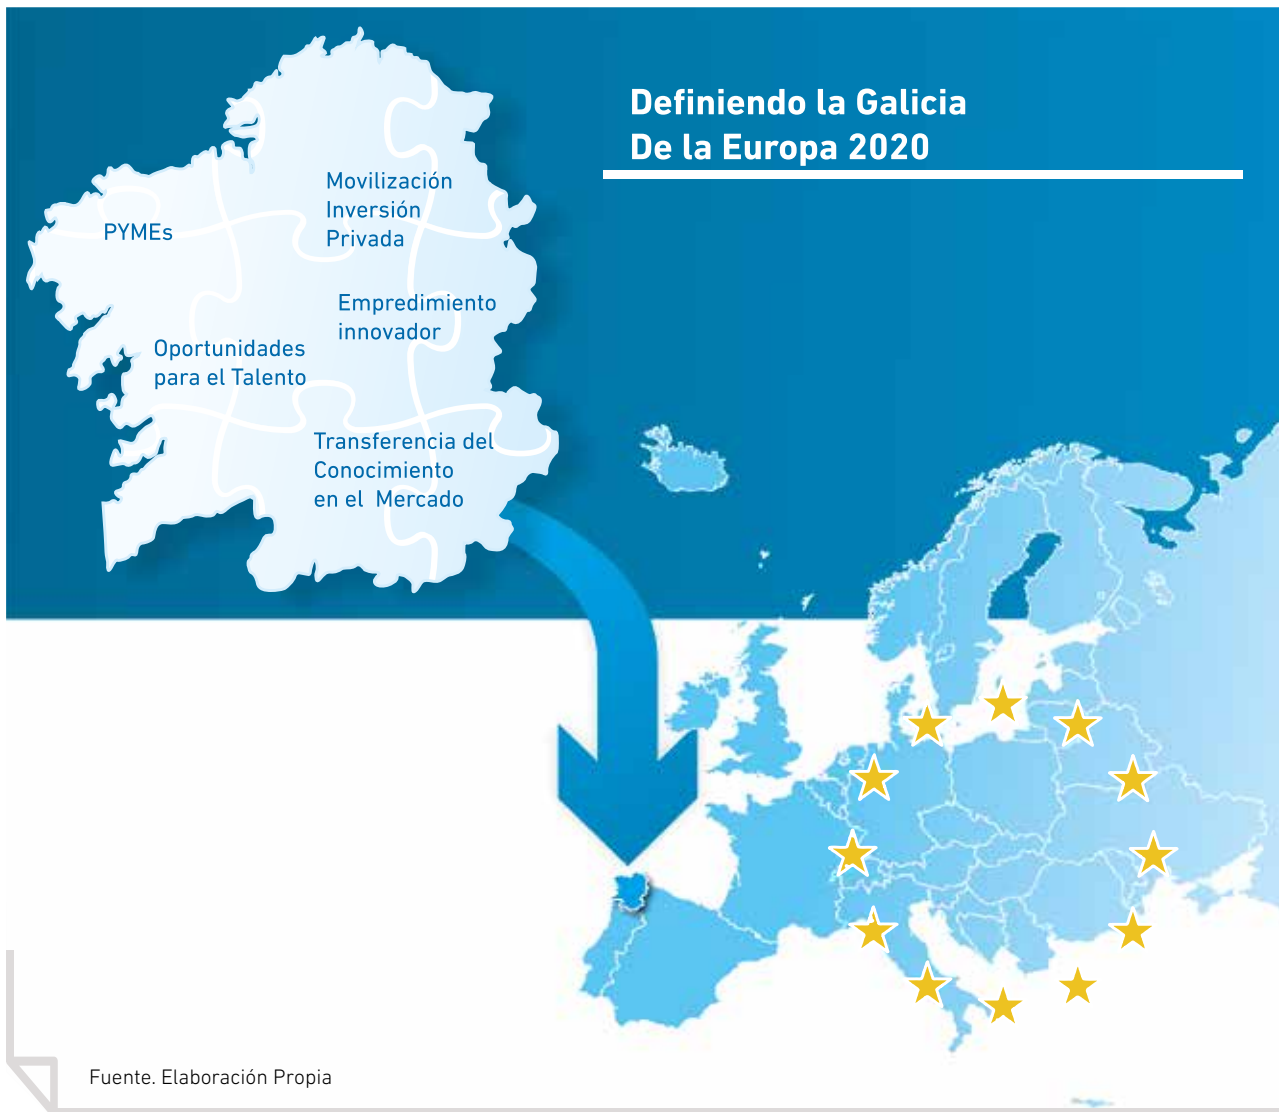 Definiendo la Galicia
De la Europa 2020
Movilización
Inversión
Privada
PYMEs
Empredimiento
innovador
Oportunidades
para el Talento
Transferencia del
Conocimiento
en el Mercado
Fuente. Elaboración Propia